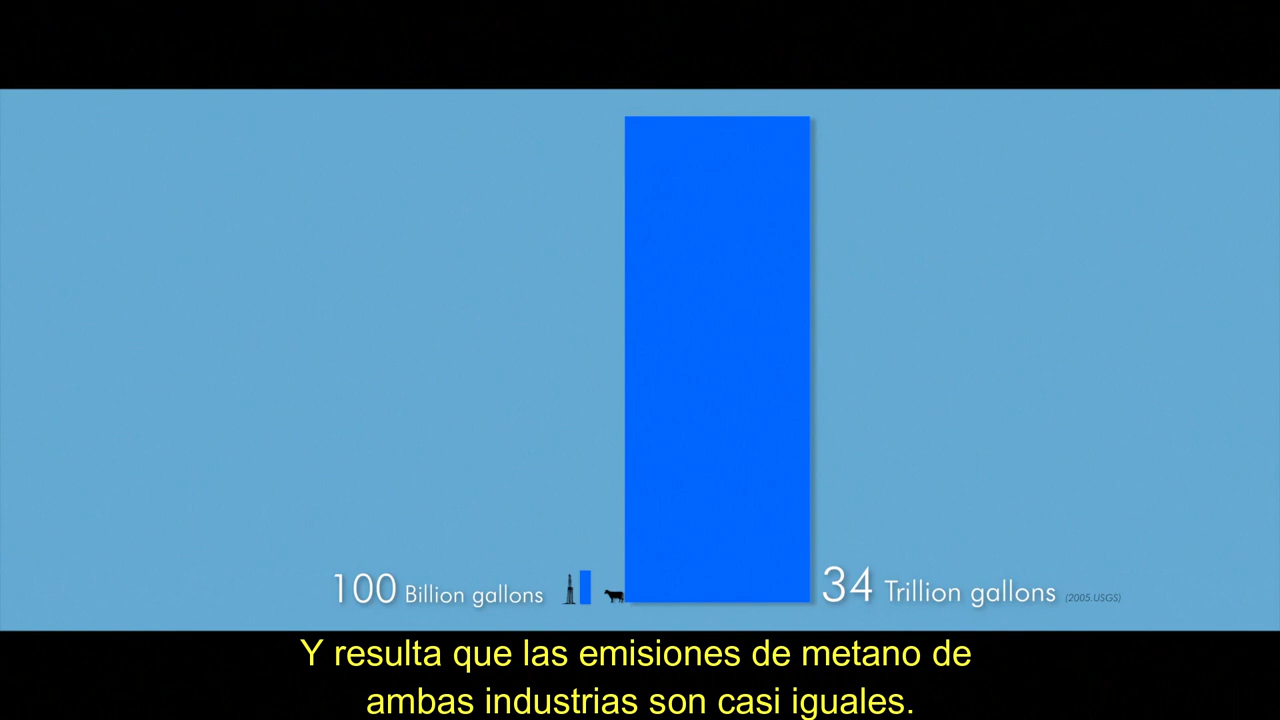 100 Billion gallons
34 Trillion gallons (2005.USGS)
Y resulta que las emisiones de metano de
ambas industrias son casi iguales.